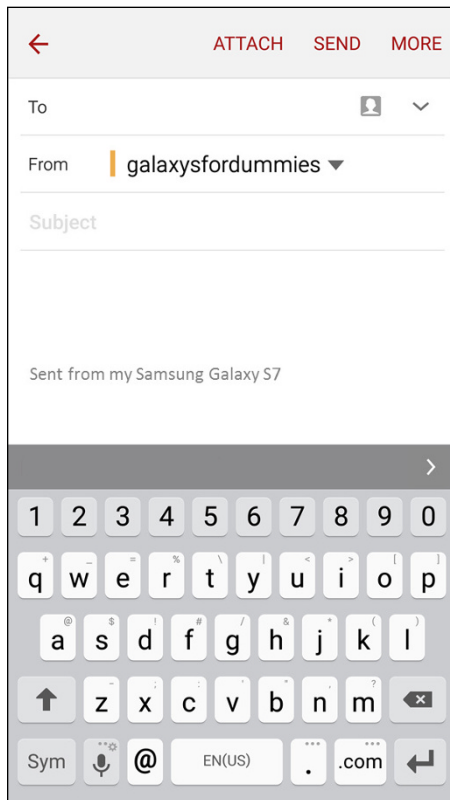 ATTACH SEND MORE
To
From galaxysfordummies
Subject
Sent from my Samsung Galaxy S7
1 2 3 4 5 6 7 8 9 0
+ _ = % \ | < > [ ]
q w e r t y u i o p
@ $ ! # / & * ( )
a s d f g h j k l
- ; : ' " , ?
z x c v b n m
Sym @ EN(US) . .com